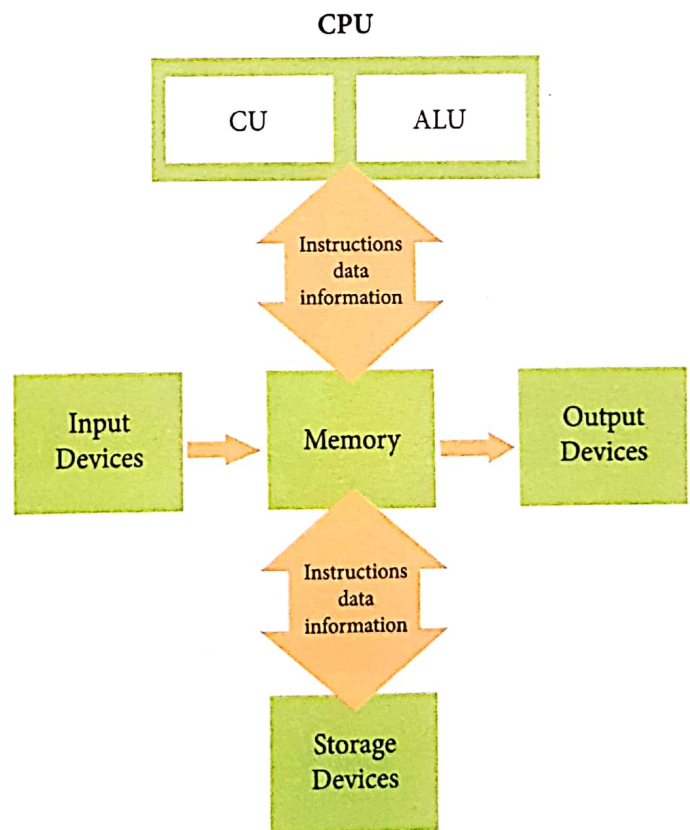 CPU
CU
ALU
Instructions
data
information
Input
Devices
Memory
Output
Devices
Instructions
data
information
Storage
Devices